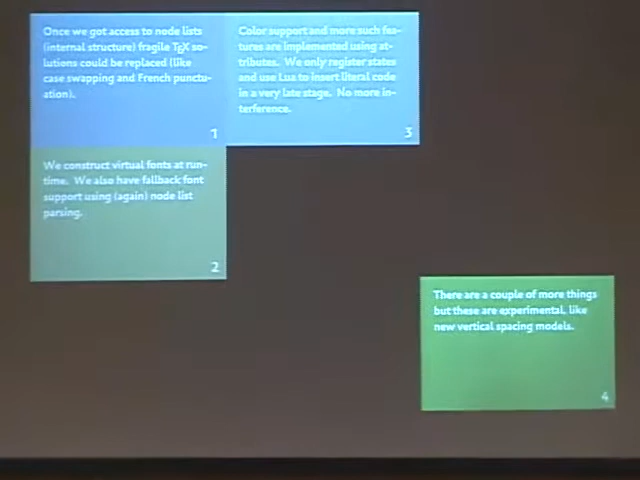 Once we got access to node lists
(internal structure) fragile TEX so-
lutions could be replaced (like
case swapping and French punctu-
ation).
1
We construct virtual fonts at run-
time. We also have fallback font
support using (again) node list
parsing.
2
Color support and more such fea-
tures are implemented using at-
tributes. We only register states
and use Lua to insert literal code
in a very late stage. No more in-
terference.
3
There are a couple of more things
but these are experimental, like
new vertical spacing models.
4